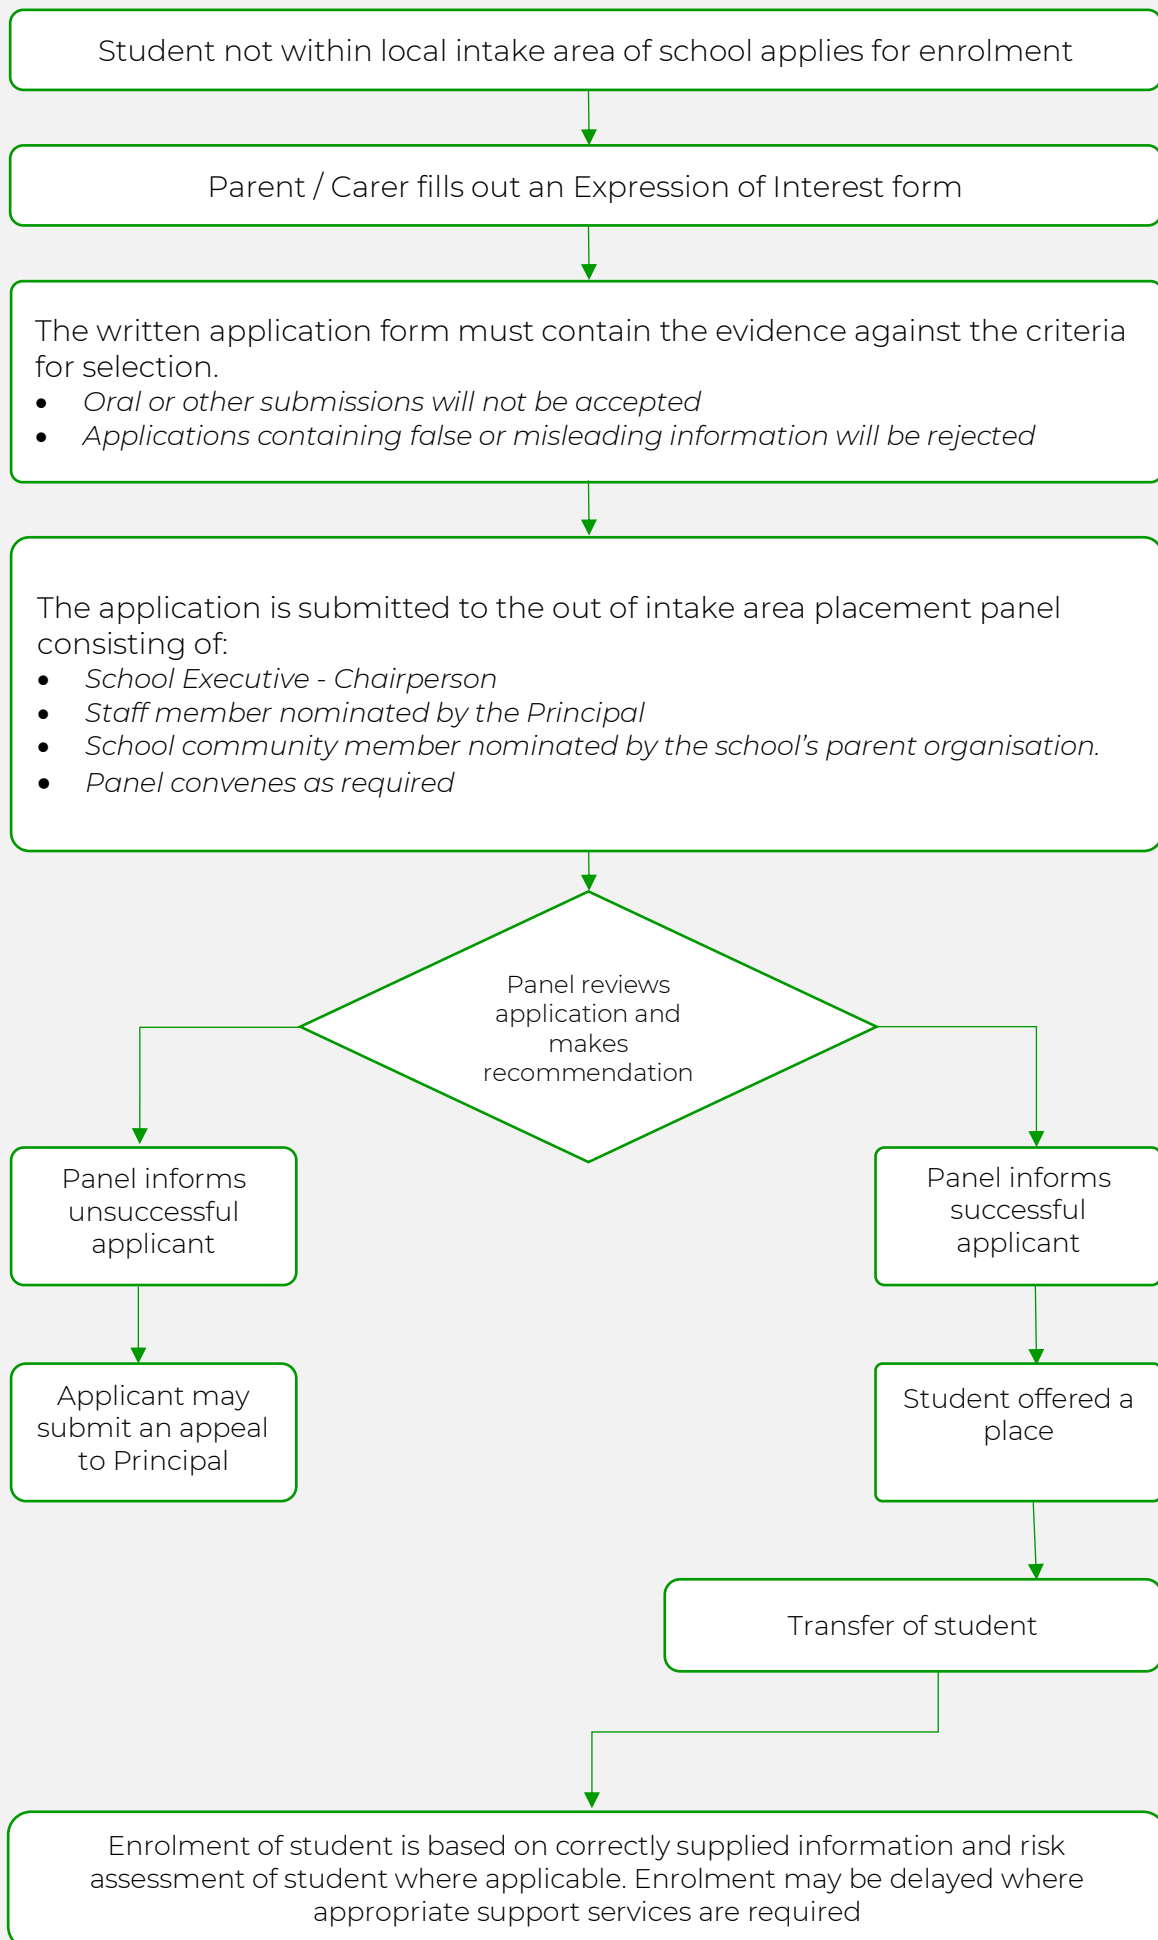 Student not within local intake area of school applies for enrolment
Parent / Carer fills out an Expression of Interest form
The written application form must contain the evidence against the criteria
for selection.
• Oral or other submissions will not be accepted
• Applications containing false or misleading information will be rejected
The application is submitted to the out of intake area placement panel
consisting of:
• School Executive - Chairperson
• Staff member nominated by the Principal
• School community member nominated by the school's parent organisation.
• Panel convenes as required
Panel reviews
application and
makes
recommendation
Panel informs
unsuccessful
applicant
Panel informs
successful
applicant
Applicant may
submit an appeal
to Principal
Student offered a
place
Transfer of student
Enrolment of student is based on correctly supplied information and risk
assessment of student where applicable. Enrolment may be delayed where
appropriate support services are required